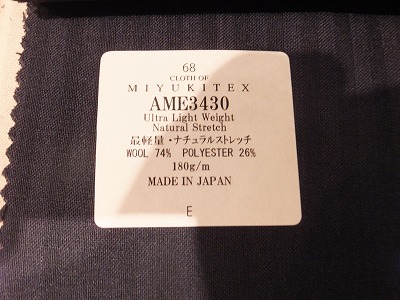 68
CLOTH OF
MIYUKITEX
AME3430
Ultra Light Weight
Natural Stretch
最軽量・ナチュラルストレッチ
WOOL 74% POLYESTER 26%
180g/m
MADE IN JAPAN
E